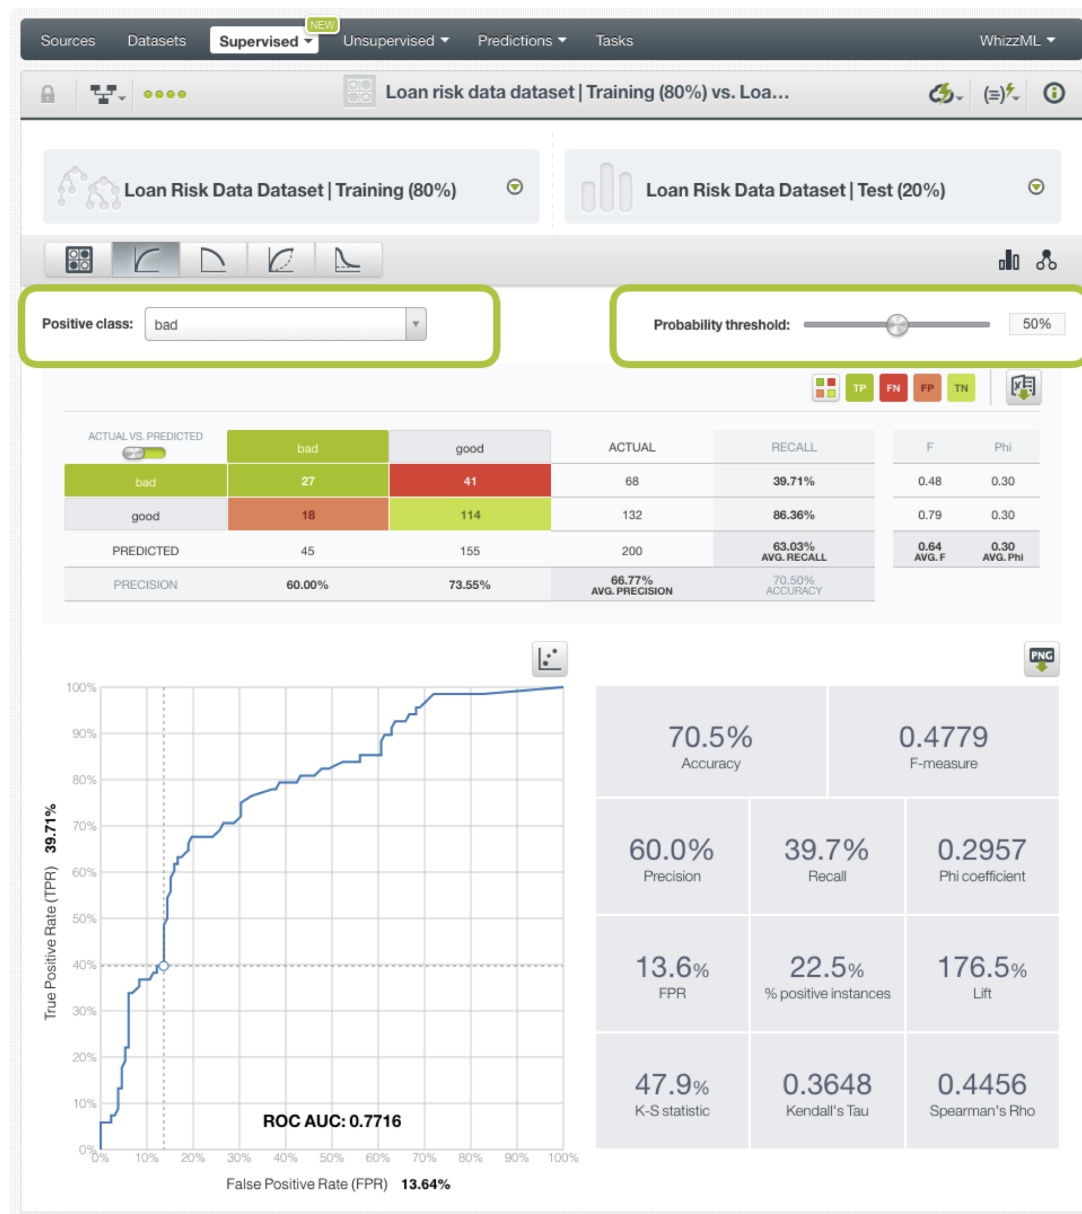 NEW
Sources Datasets Supervised Unsupervised Predictions Tasks WhizzML
Loan risk data dataset | Training (80%) vs. Loa...
Loan Risk Data Dataset | Training (80%) Loan Risk Data Dataset | Test (20%)
Positive class: bad Probability threshold: 50%
TP FN FP TN
ACTUAL VS. PREDICTED bad good ACTUAL RECALL F Phi
bad 27 41 68 39.71% 0.48 0.30
good 18 114 132 86.36% 0.79 0.30
PREDICTED 45 155 200 63.03% 0.64 0.30
AVG. RECALL AVG. F AVG. Phi
PRECISION 60.00% 73.55% 66.77% 70.50%
AVG. PRECISION ACCURACY
PNG
100%
90%
80%
70%
60%
50%
40%
30%
20%
10%
0%
True Positive Rate (TPR) 39.71%
ROC AUC: 0.7716
0% 10% 20% 30% 40% 50% 60% 70% 80% 90% 100%
False Positive Rate (FPR) 13.64%
70.5% 0.4779
Accuracy F-measure
60.0% 39.7% 0.2957
Precision Recall Phi coefficient
13.6% 22.5% 176.5%
FPR % positive instances Lift
47.9% 0.3648 0.4456
K-S statistic Kendall's Tau Spearman's Rho